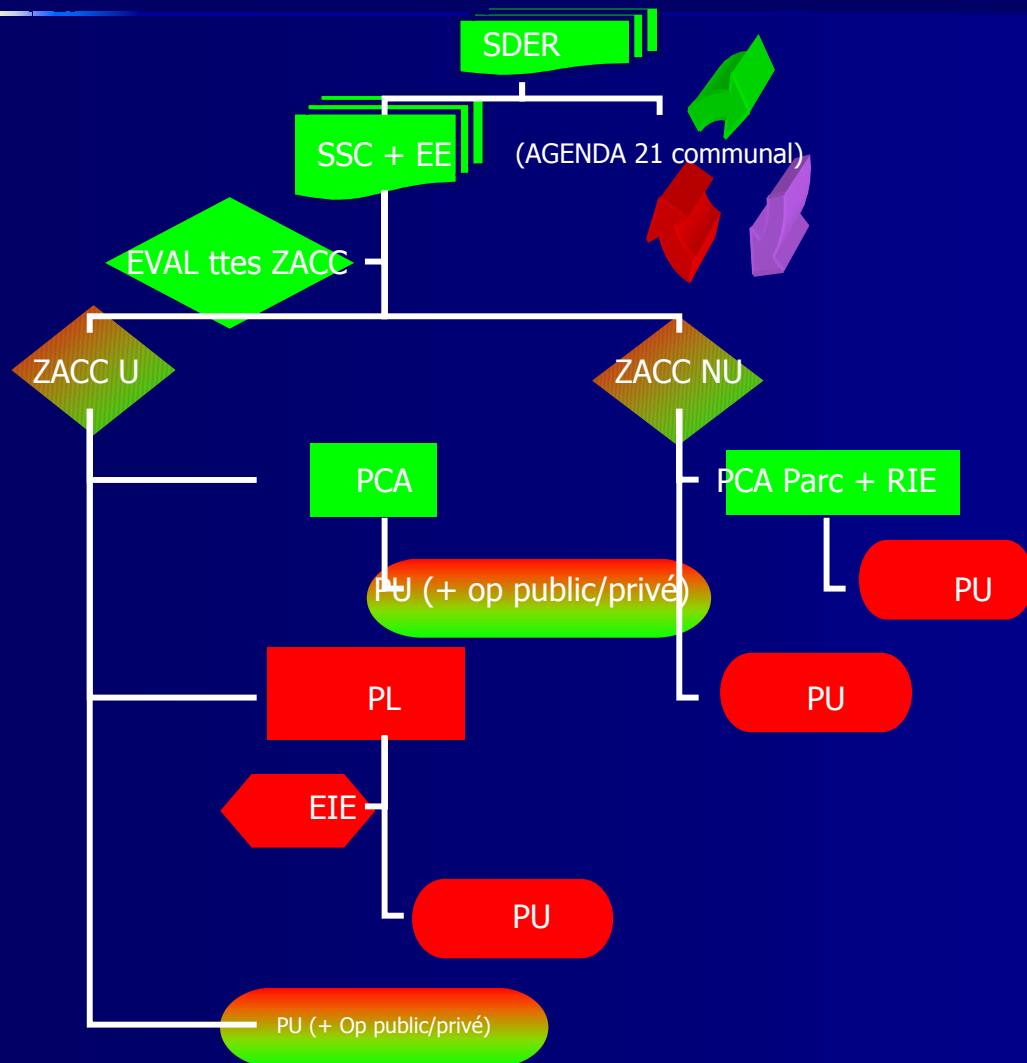 SDER
SSC + EE
(AGENDA 21 communal)
EVAL ttes ZACC
ZACC U
ZACC NU
PCA
PCA Parc + RIE
PU (+ op public/privé)
PU
PL
PU
EIE
PU
PU (+ Op public/privé)